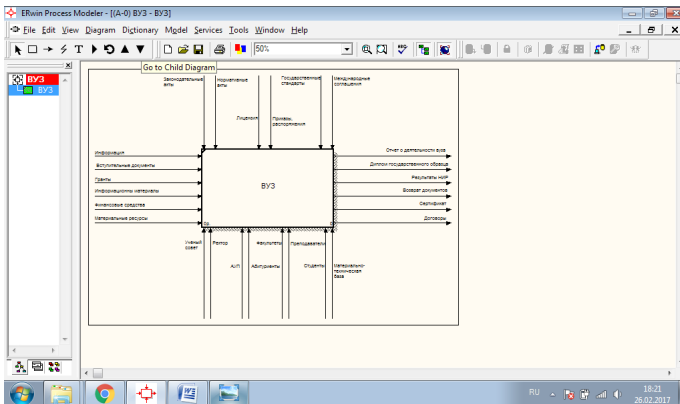 ERwin Process Modeler - [(A-0) ВУЗ - ВУЗ]
File Edit View Diagram Dictionary Model Services Tools Window Help
50%
Go to Child Diagram
ВУЗ
ВУЗ
Законодательные акты
Нормативные акты
Государственные стандарты
Международные соглашения
Лицензия
Приказы, распоряжения
Информация
Вступительные документы
Гранты
Информационны материалы
Финансовые средства
Материальные ресурсы
ВУЗ
Отчет о деятельности вуза
Диплом государственного образца
Результаты НИР
Возврат документов
Сертификат
Договоры
Ученый совет
Ректор
Факультеты
Преподаватели
АУП
Абитуриенты
Студенты
Материально-техническая база
RU
18:21
26.02.2017